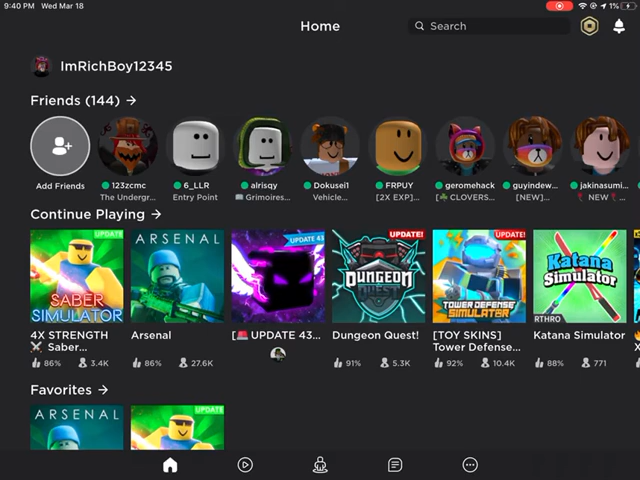 9:40 PM Wed Mar 18
1%
Home
Search
ImRichBoy12345
Friends (144)
Add Friends
123zcmc
The Undergr...
6_LLR
Entry Point
alrisqy
Grimoires...
Dokusei1
Vehicle...
FRPUY
[2X EXP]...
geromehack
[☘️ CLOVERS...
guyindew...
[NEW]...
jakinasumi...
NEW
Continue Playing
UPDATE
SABER
SIMULATOR
ARSENAL
UPDATE 43
UPDATE!
DUNGEON
QUEST
UPDATE!
TOWER DEFENSE
SIMULATOR
Katana
Simulator
RTHRO
4X STRENGTH
⚔️ Saber...
86%
3.4K
Arsenal
86%
27.6K
[🚨 UPDATE 43...
Dungeon Quest!
91%
5.3K
[TOY SKINS]
Tower Defense...
92%
10.4K
Katana Simulator
88%
771
Favorites
ARSENAL
UPDATE